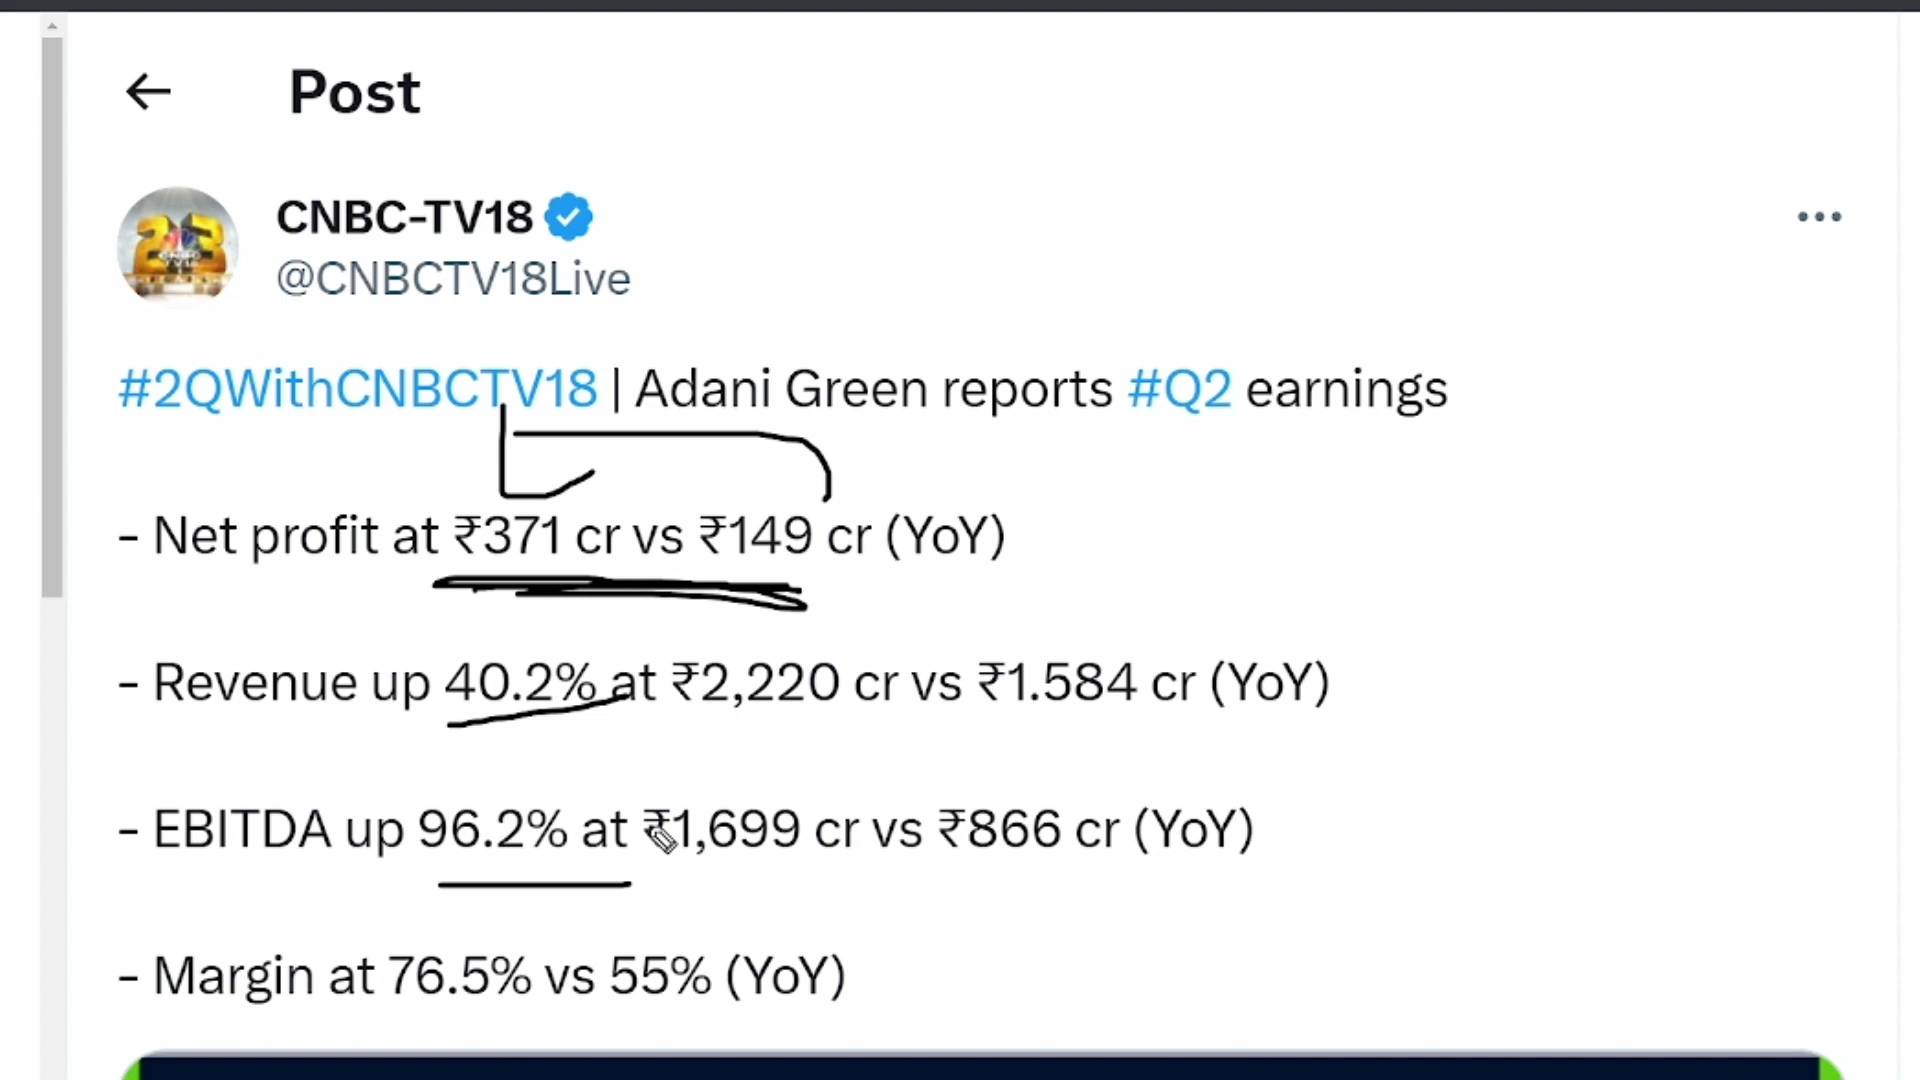 Post
CNBC-TV18
@CNBCTV18Live
#2QWithCNBCTV18 | Adani Green reports #Q2 earnings
- Net profit at ₹371 cr vs ₹149 cr (YoY)
- Revenue up 40.2% at ₹2,220 cr vs ₹1.584 cr (YoY)
- EBITDA up 96.2% at ₹1,699 cr vs ₹866 cr (YoY)
- Margin at 76.5% vs 55% (YoY)